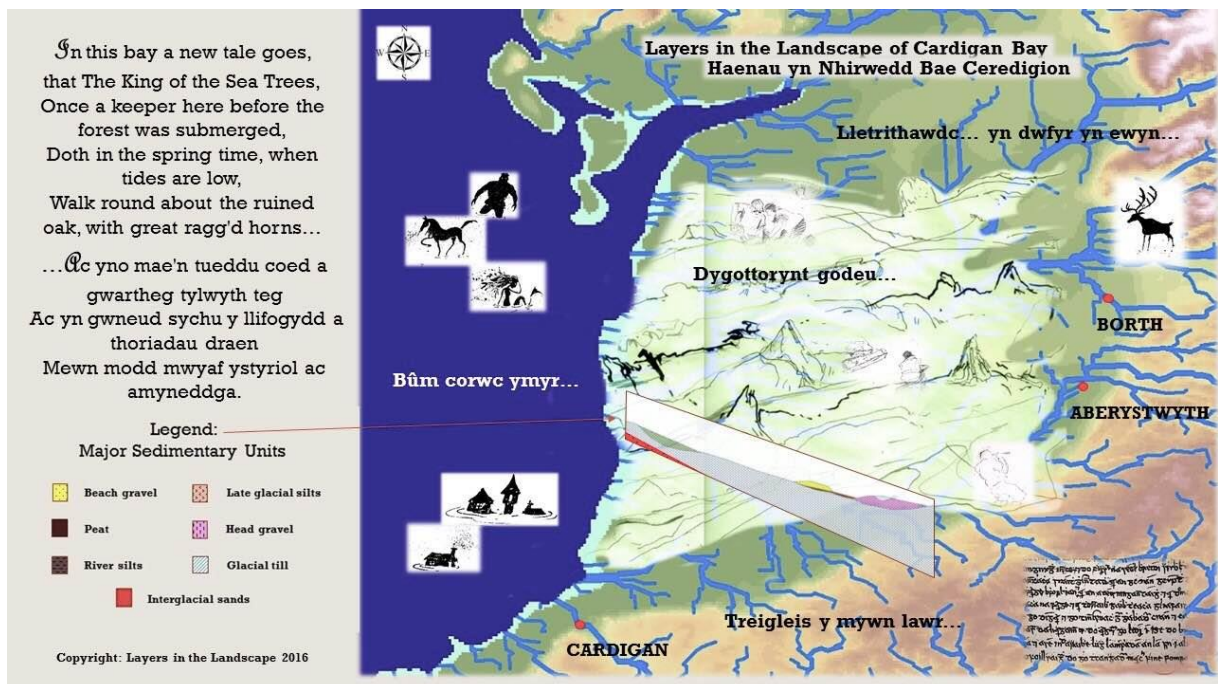 In this bay a new tale goes,
that The King of the Sea Trees,
Once a keeper here before the
forest was submerged,
Doth in the spring time, when
tides are low,
Walk round about the ruined
oak, with great ragg'd horns...
...Ac yno mae'n tueddu coed a
gwartheg tylwyth teg
Ac yn gwneud sychu y llifogydd a
thoriadau draen
Mewn modd mwyaf ystyriol ac
amyneddga.
Legend:
Major Sedimentary Units
Beach gravel
Late glacial silts
Peat
Head gravel
River silts
Glacial till
Interglacial sands
Copyright: Layers in the Landscape 2016
W
E
Layers in the Landscape of Cardigan Bay
Haenau yn Nhirwedd Bae Ceredigion
Lletrithawdc... yn dwfyr yn ewyn...
Dygottorynt godeu...
BORTH
Bûm corwc ymyr...
ABERYSTWYTH
Treigleis y mywn lawr...
CARDIGAN